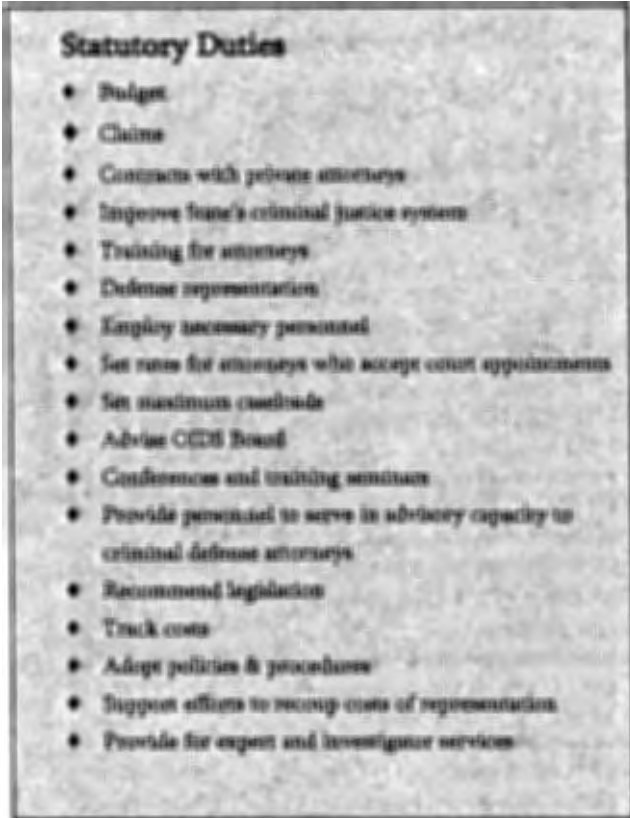 Statutory Duties
Budget
Claims
Contracts with private attorneys
Improve State's criminal justice system
Training for attorneys
Defense representation
Employ necessary personnel
Set rates for attorneys who accept court appointments
Set maximum caseloads
Advise OIDS Board
Conferences and training seminars
Provide personnel to serve in advisory capacity to
criminal defense attorneys
Recommend legislation
Track costs
Adopt policies & procedures
Support efforts to recoup costs of representation
Provide for expert and investigator services